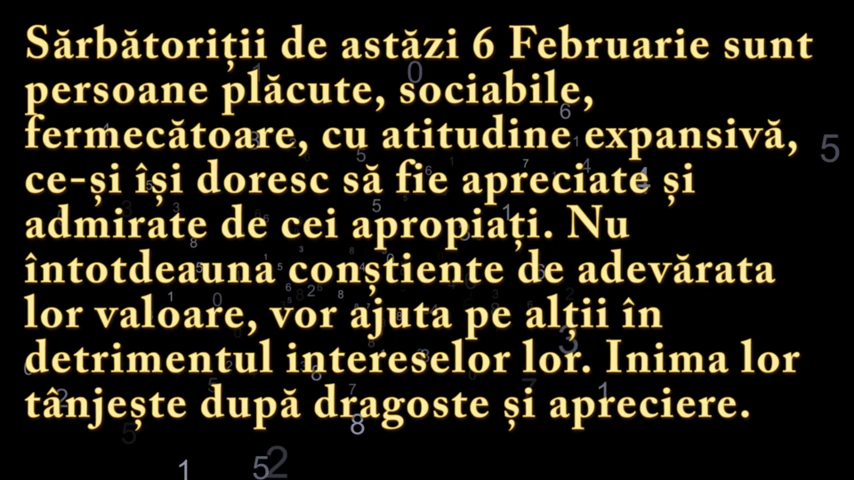 Sărbătoriții de astăzi 6 Februarie sunt
persoane plăcute, sociabile,
fermecătoare, cu atitudine expansivă,
ce-și își doresc să fie apreciate și
admirate de cei apropiați. Nu
întotdeauna conștiente de adevărata
lor valoare, vor ajuta pe alții în
detrimentul intereselor lor. Inima lor
tânjește după dragoste și apreciere.